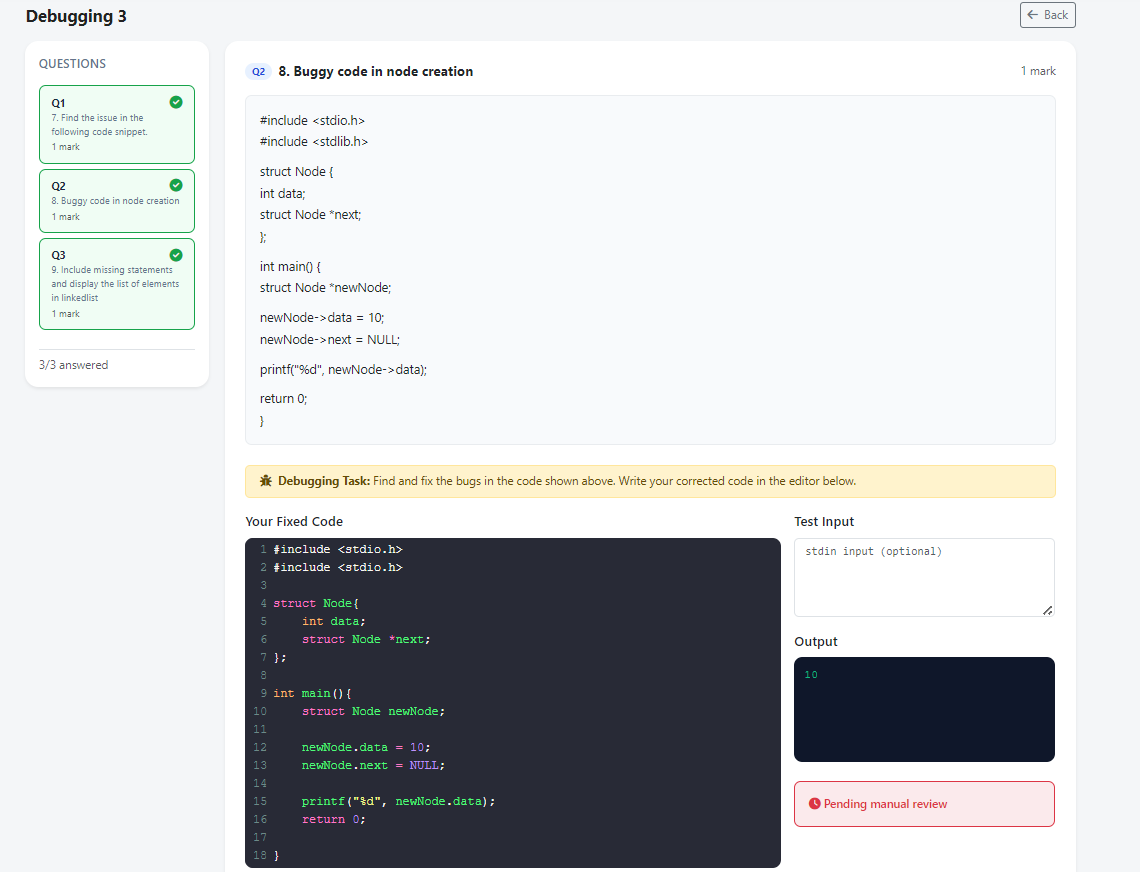 Debugging 3
← Back
QUESTIONS
Q1
7. Find the issue in the
following code snippet.
1 mark
Q2
8. Buggy code in node creation
1 mark
Q3
9. Include missing statements
and display the list of elements
in linkedlist
1 mark
3/3 answered
Q2 8. Buggy code in node creation
1 mark
#include <stdio.h>
#include <stdlib.h>
struct Node {
int data;
struct Node *next;
};
int main() {
struct Node *newNode;
newNode->data = 10;
newNode->next = NULL;
printf("%d", newNode->data);
return 0;
}
Debugging Task: Find and fix the bugs in the code shown above. Write your corrected code in the editor below.
Your Fixed Code
1 #include <stdio.h>
2 #include <stdio.h>
3
4 struct Node{
5     int data;
6     struct Node *next;
7 };
8
9 int main(){
10     struct Node newNode;
11
12     newNode.data = 10;
13     newNode.next = NULL;
14
15     printf("%d", newNode.data);
16     return 0;
17
18 }
Test Input
stdin input (optional)
Output
10
Pending manual review